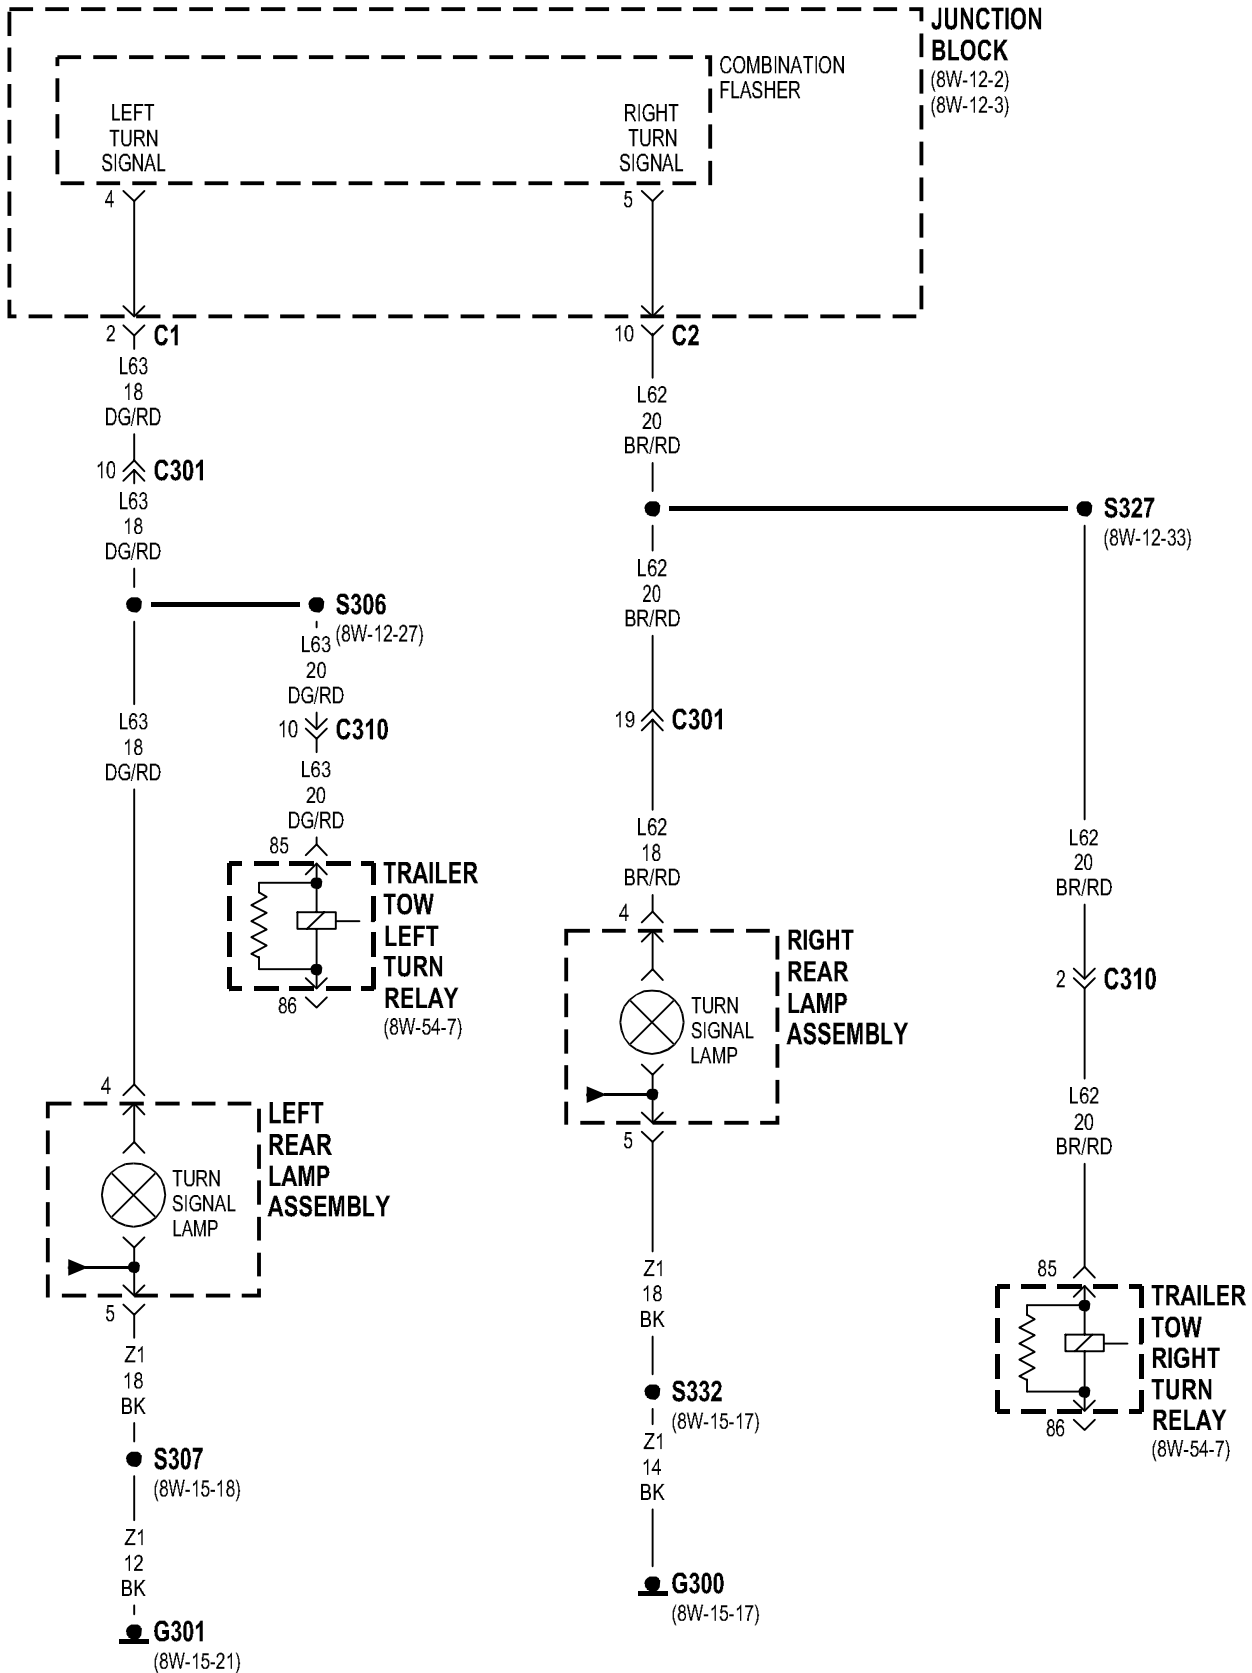 JUNCTION
BLOCK
(8W-12-2)
(8W-12-3)
COMBINATION
FLASHER
LEFT
TURN
SIGNAL
RIGHT
TURN
SIGNAL
4
5
2
C1
10
C2
L63
18
DG/RD
L62
20
BR/RD
10
C301
L63
18
DG/RD
S327
(8W-12-33)
L62
20
BR/RD
S306
(8W-12-27)
L63
20
DG/RD
L63
18
DG/RD
10
C310
19
C301
L63
20
DG/RD
85
L62
18
BR/RD
L62
20
BR/RD
TRAILER
TOW
LEFT
TURN
RELAY
(8W-54-7)
86
4
RIGHT
REAR
LAMP
ASSEMBLY
TURN
SIGNAL
LAMP
2
C310
5
L62
20
BR/RD
4
LEFT
REAR
LAMP
ASSEMBLY
TURN
SIGNAL
LAMP
5
Z1
18
BK
Z1
18
BK
85
TRAILER
TOW
RIGHT
TURN
RELAY
(8W-54-7)
86
S332
(8W-15-17)
S307
(8W-15-18)
Z1
14
BK
Z1
12
BK
G300
(8W-15-17)
G301
(8W-15-21)